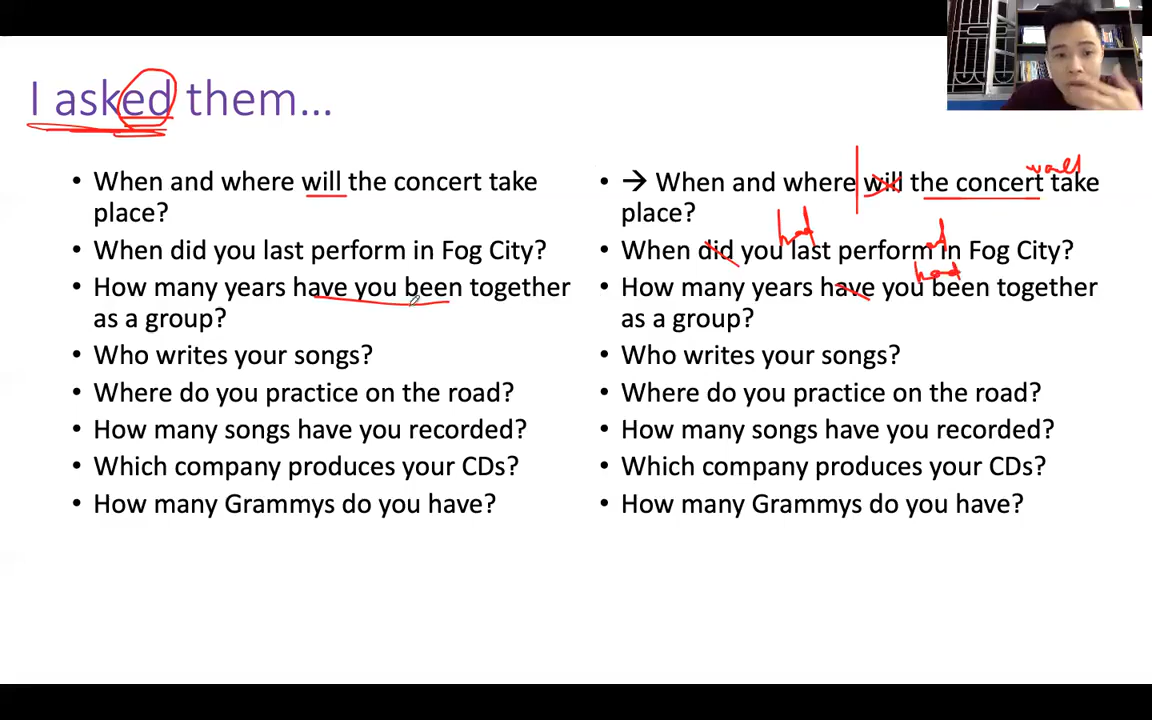 I asked them...
• When and where will the concert take
place?
• When did you last perform in Fog City?
• How many years have you been together
as a group?
• Who writes your songs?
• Where do you practice on the road?
• How many songs have you recorded?
• Which company produces your CDs?
• How many Grammys do you have?
would
• → When and where will the concert take
place?
had ed
• When did you last perform in Fog City?
had
• How many years have you been together
as a group?
• Who writes your songs?
• Where do you practice on the road?
• How many songs have you recorded?
• Which company produces your CDs?
• How many Grammys do you have?